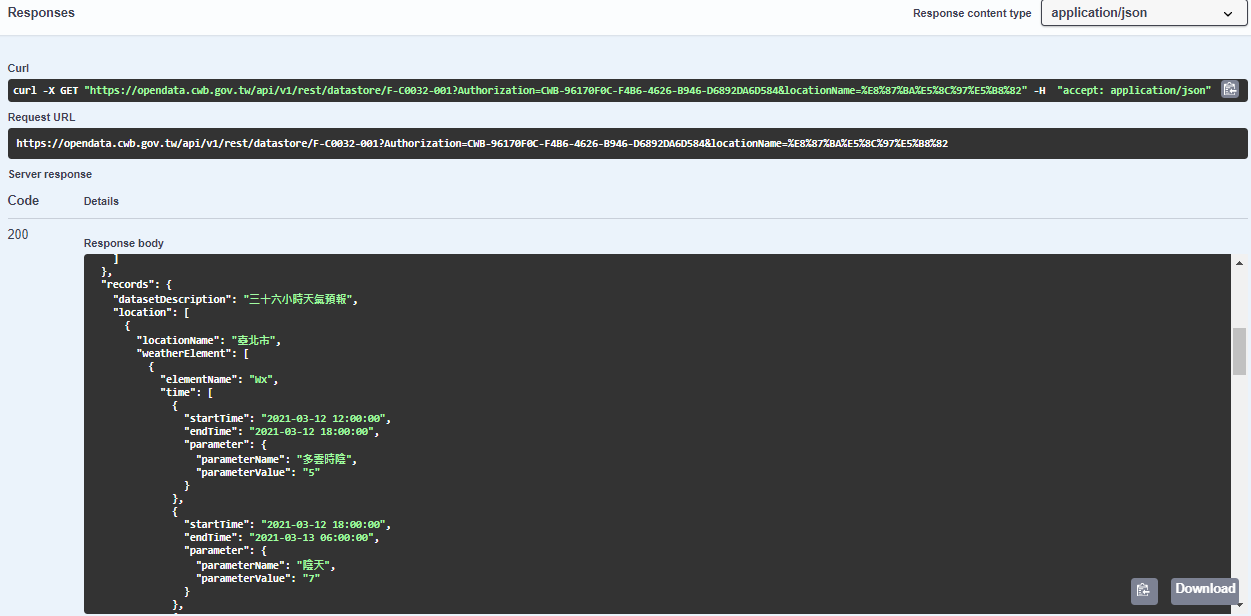 Responses
Response content type
application/json
Curl
curl -X GET "https://opendata.cwb.gov.tw/api/v1/rest/datastore/F-C0032-001?Authorization=CWB-96170F0C-F4B6-4626-B946-D6892DA6D584&locationName=%E8%87%BA%E5%8C%97%E5%B8%82" -H  "accept: application/json"
Request URL
https://opendata.cwb.gov.tw/api/v1/rest/datastore/F-C0032-001?Authorization=CWB-96170F0C-F4B6-4626-B946-D6892DA6D584&locationName=%E8%87%BA%E5%8C%97%E5%B8%82
Server response
Code
Details
200
Response body
]
},
"records": {
"datasetDescription": "三十六小時天氣預報",
"location": [
{
"locationName": "臺北市",
"weatherElement": [
{
"elementName": "Wx",
"time": [
{
"startTime": "2021-03-12 12:00:00",
"endTime": "2021-03-12 18:00:00",
"parameter": {
"parameterName": "多雲時陰",
"parameterValue": "5"
}
},
{
"startTime": "2021-03-12 18:00:00",
"endTime": "2021-03-13 06:00:00",
"parameter": {
"parameterName": "陰天",
"parameterValue": "7"
}
},
Download